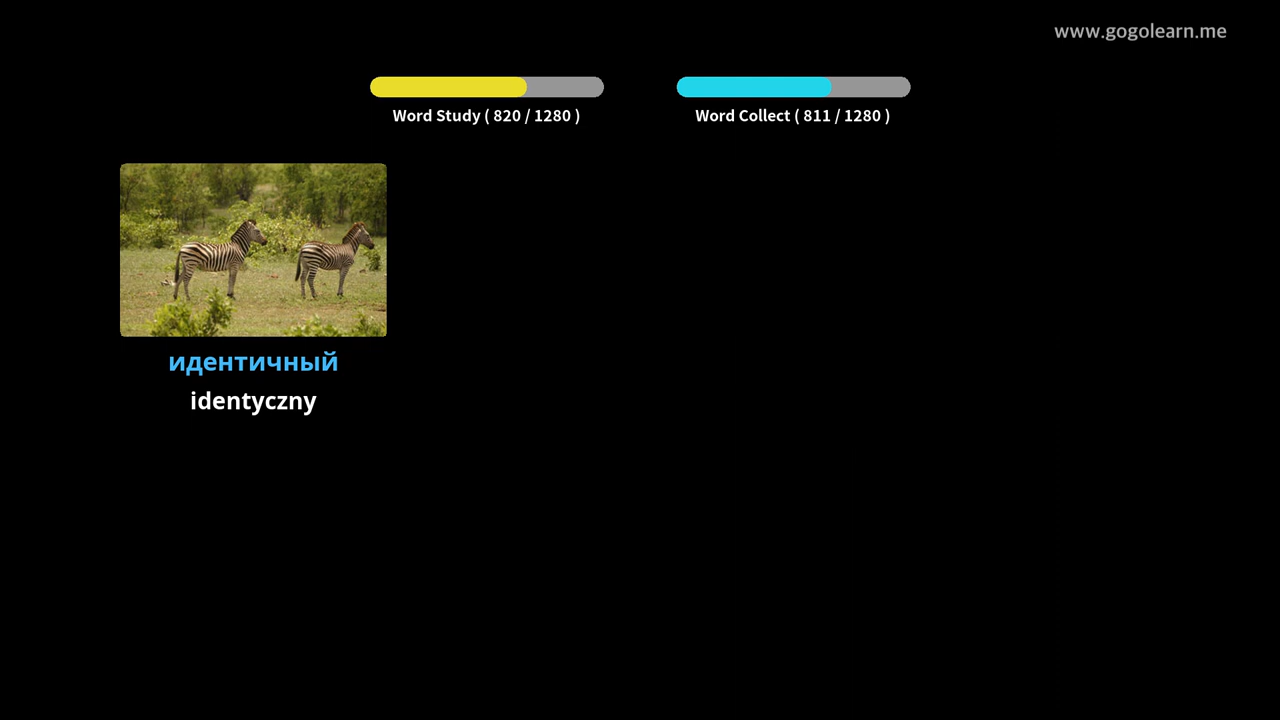 www.gogolearn.me
Word Study ( 820 / 1280 )
Word Collect ( 811 / 1280 )
идентичный
identyczny